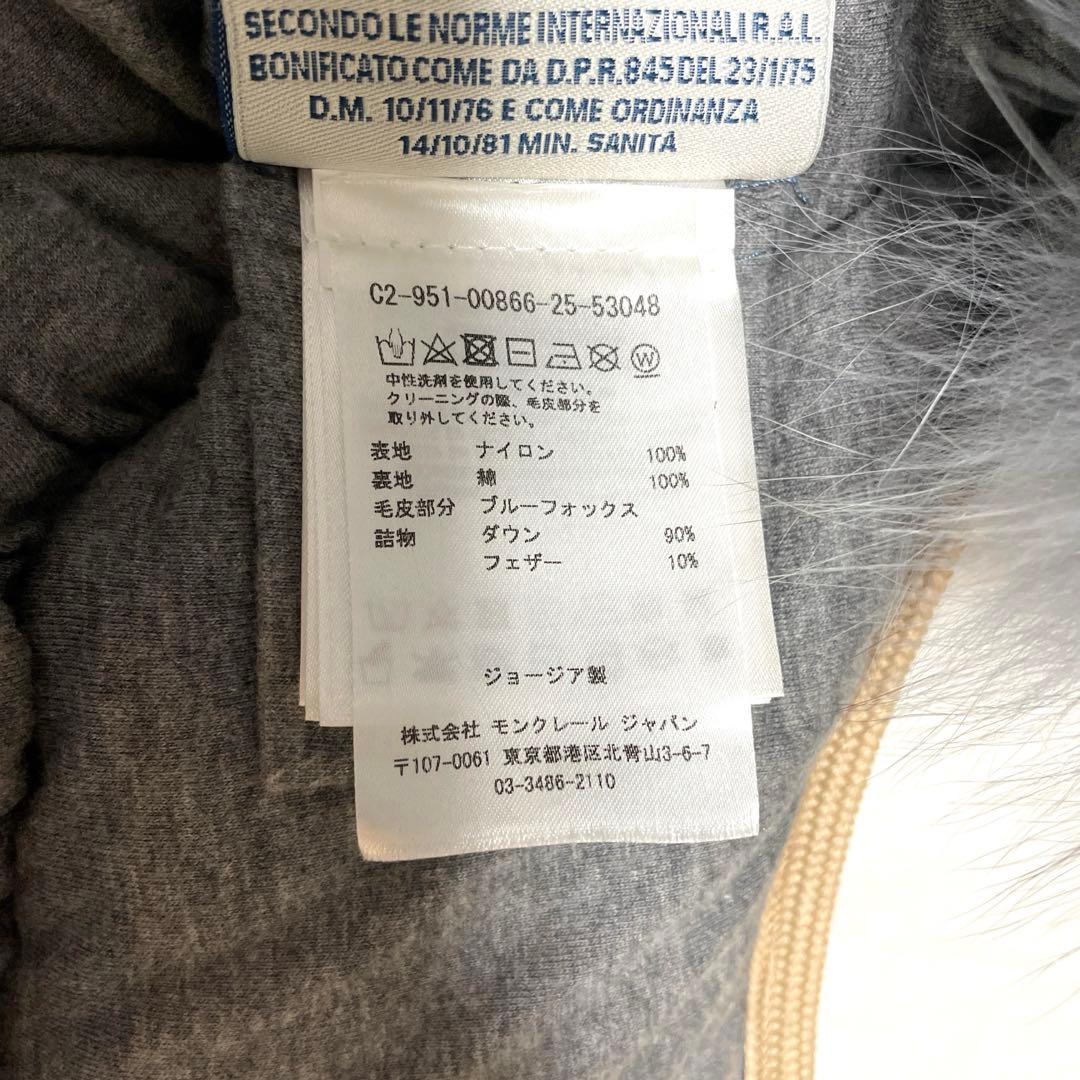 SECONDO LE NORME INTERNAZIONALI R.A.L.
BONIFICATO COME DA D.P.R. 845 DEL 23/1/75
D.M. 10/11/76 E COME ORDINANZA
14/10/81 MIN. SANITÀ
C2-951-00866-25-53048
W
中性洗剤を使用してください。
クリーニングの際、毛皮部分を
取り外してください。
表地 ナイロン 100%
裏地 綿 100%
毛皮部分 ブルーフォックス
詰物 ダウン 90%
フェザー 10%
ジョージア製
株式会社 モンクレール ジャパン
〒107-0061 東京都港区北青山3-6-7
03-3486-2110